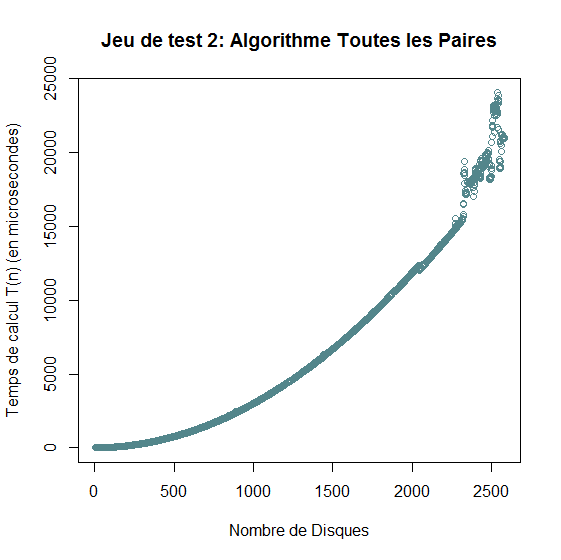 Jeu de test 2: Algorithme Toutes les Paires
Temps de calcul T(n) (en microsecondes)
25000
20000
15000
10000
5000
0
0 500 1000 1500 2000 2500
Nombre de Disques